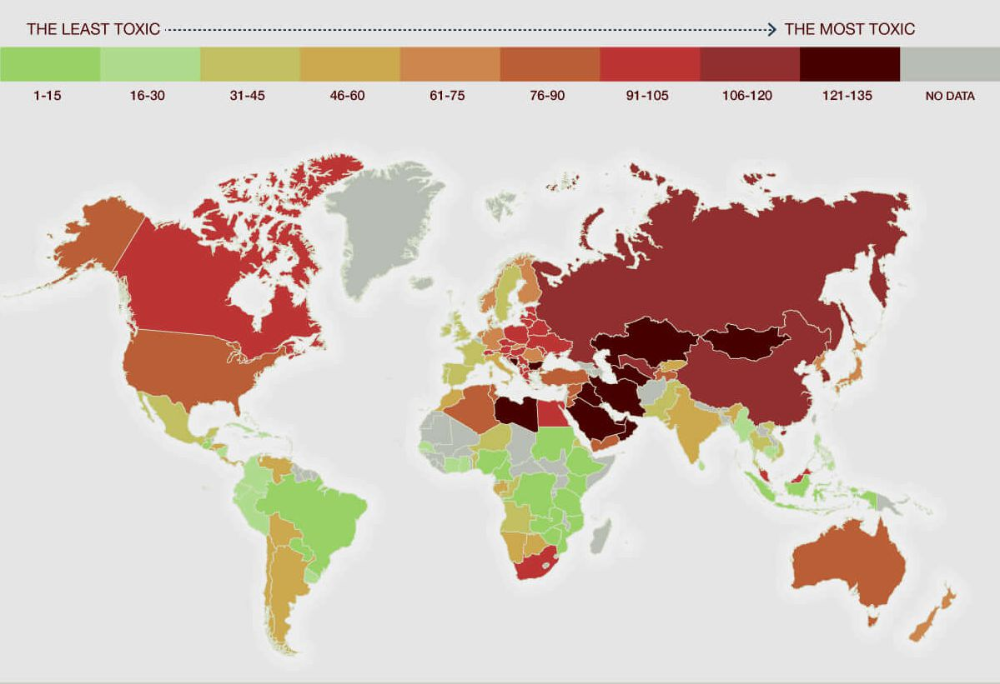 THE LEAST TOXIC THE MOST TOXIC
1-15 16-30 31-45 46-60 61-75 76-90 91-105 106-120 121-135 NO DATA